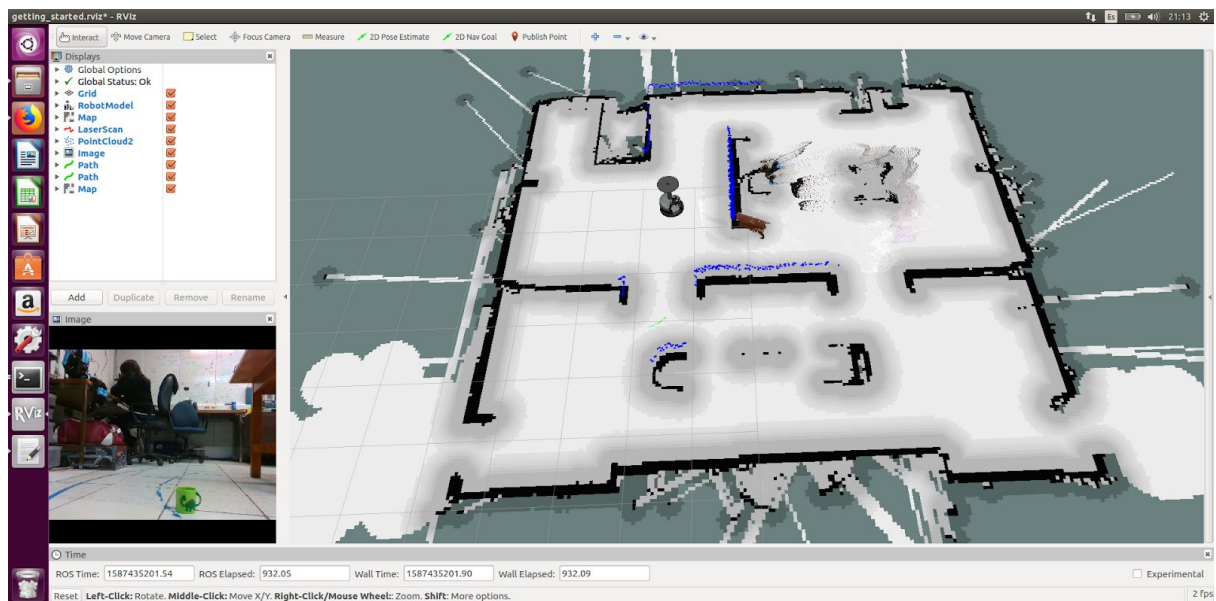 getting_started.rviz* - RViz
Es 21:13
Interact Move Camera Select Focus Camera Measure 2D Pose Estimate 2D Nav Goal Publish Point
Displays
Global Options
Global Status: Ok
Grid
RobotModel
Map
LaserScan
PointCloud2
Image
Path
Path
Map
Add Duplicate Remove Rename
Image
RViz
Time
ROS Time: 1587435201.54 ROS Elapsed: 932.05 Wall Time: 1587435201.90 Wall Elapsed: 932.09 Experimental
Reset Left-Click: Rotate. Middle-Click: Move X/Y. Right-Click/Mouse Wheel:: Zoom. Shift: More options. 2 fps